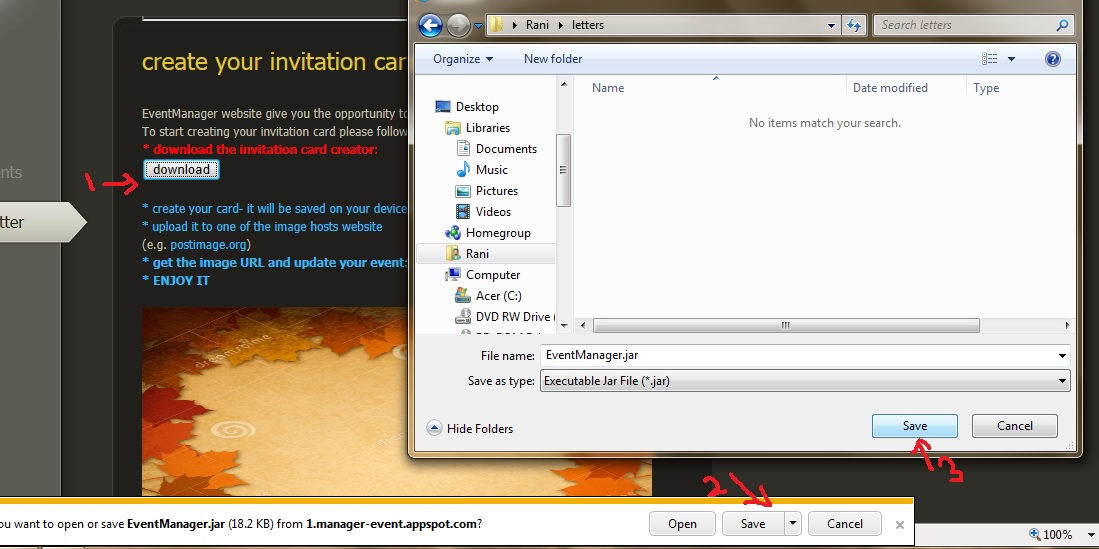 create your invitation car
EventManager website give you the opportunity to
To start creating your invitation card please follow
* download the invitation card creator:
download
1
nts
tter
* create your card- it will be saved on your device
* upload it to one of the image hosts website
(e.g. postimage.org)
* get the image URL and update your event:
* ENJOY IT
Rani
letters
Search letters
Organize
New folder
Name
Date modified
Type
No items match your search.
Desktop
Libraries
Documents
Music
Pictures
Videos
Homegroup
Rani
Computer
Acer (C:)
DVD RW Drive (
File name:
EventManager.jar
Save as type:
Executable Jar File (*.jar)
Hide Folders
Save
Cancel
3
2
ou want to open or save EventManager.jar (18.2 KB) from 1.manager-event.appspot.com?
Open
Save
Cancel
100%